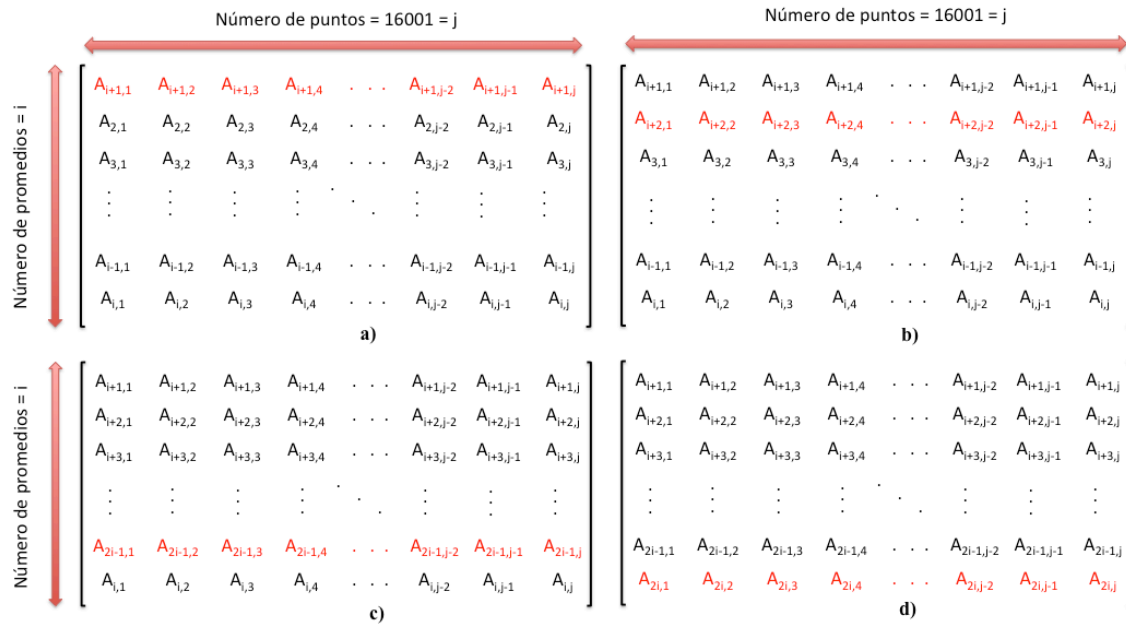 Número de puntos = 16001 = j
Número de promedios = i
A_{i+1,1} A_{i+1,2} A_{i+1,3} A_{i+1,4} . . . A_{i+1,j-2} A_{i+1,j-1} A_{i+1,j}
A_{2,1} A_{2,2} A_{2,3} A_{2,4} . . . A_{2,j-2} A_{2,j-1} A_{2,j}
A_{3,1} A_{3,2} A_{3,3} A_{3,4} . . . A_{3,j-2} A_{3,j-1} A_{3,j}
A_{i-1,1} A_{i-1,2} A_{i-1,3} A_{i-1,4} . . . A_{i-1,j-2} A_{i-1,j-1} A_{i-1,j}
A_{i,1} A_{i,2} A_{i,3} A_{i,4} . . . A_{i,j-2} A_{i,j-1} A_{i,j}
a)
Número de puntos = 16001 = j
A_{i+1,1} A_{i+1,2} A_{i+1,3} A_{i+1,4} . . . A_{i+1,j-2} A_{i+1,j-1} A_{i+1,j}
A_{i+2,1} A_{i+2,2} A_{i+2,3} A_{i+2,4} . . . A_{i+2,j-2} A_{i+2,j-1} A_{i+2,j}
A_{3,1} A_{3,2} A_{3,3} A_{3,4} . . . A_{3,j-2} A_{3,j-1} A_{3,j}
A_{i-1,1} A_{i-1,2} A_{i-1,3} A_{i-1,4} . . . A_{i-1,j-2} A_{i-1,j-1} A_{i-1,j}
A_{i,1} A_{i,2} A_{i,3} A_{i,4} . . . A_{i,j-2} A_{i,j-1} A_{i,j}
b)
Número de promedios = i
A_{i+1,1} A_{i+1,2} A_{i+1,3} A_{i+1,4} . . . A_{i+1,j-2} A_{i+1,j-1} A_{i+1,j}
A_{i+2,1} A_{i+2,2} A_{i+2,3} A_{i+2,4} . . . A_{i+2,j-2} A_{i+2,j-1} A_{i+2,j}
A_{i+3,1} A_{i+3,2} A_{i+3,3} A_{i+3,4} . . . A_{i+3,j-2} A_{i+3,j-1} A_{i+3,j}
A_{2i-1,1} A_{2i-1,2} A_{2i-1,3} A_{2i-1,4} . . . A_{2i-1,j-2} A_{2i-1,j-1} A_{2i-1,j}
A_{i,1} A_{i,2} A_{i,3} A_{i,4} . . . A_{i,j-2} A_{i,j-1} A_{i,j}
c)
A_{i+1,1} A_{i+1,2} A_{i+1,3} A_{i+1,4} . . . A_{i+1,j-2} A_{i+1,j-1} A_{i+1,j}
A_{i+2,1} A_{i+2,2} A_{i+2,3} A_{i+2,4} . . . A_{i+2,j-2} A_{i+2,j-1} A_{i+2,j}
A_{i+3,1} A_{i+3,2} A_{i+3,3} A_{i+3,4} . . . A_{i+3,j-2} A_{i+3,j-1} A_{i+3,j}
A_{2i-1,1} A_{2i-1,2} A_{2i-1,3} A_{2i-1,4} . . . A_{2i-1,j-2} A_{2i-1,j-1} A_{2i-1,j}
A_{2i,1} A_{2i,2} A_{2i,3} A_{2i,4} . . . A_{2i,j-2} A_{2i,j-1} A_{2i,j}
d)